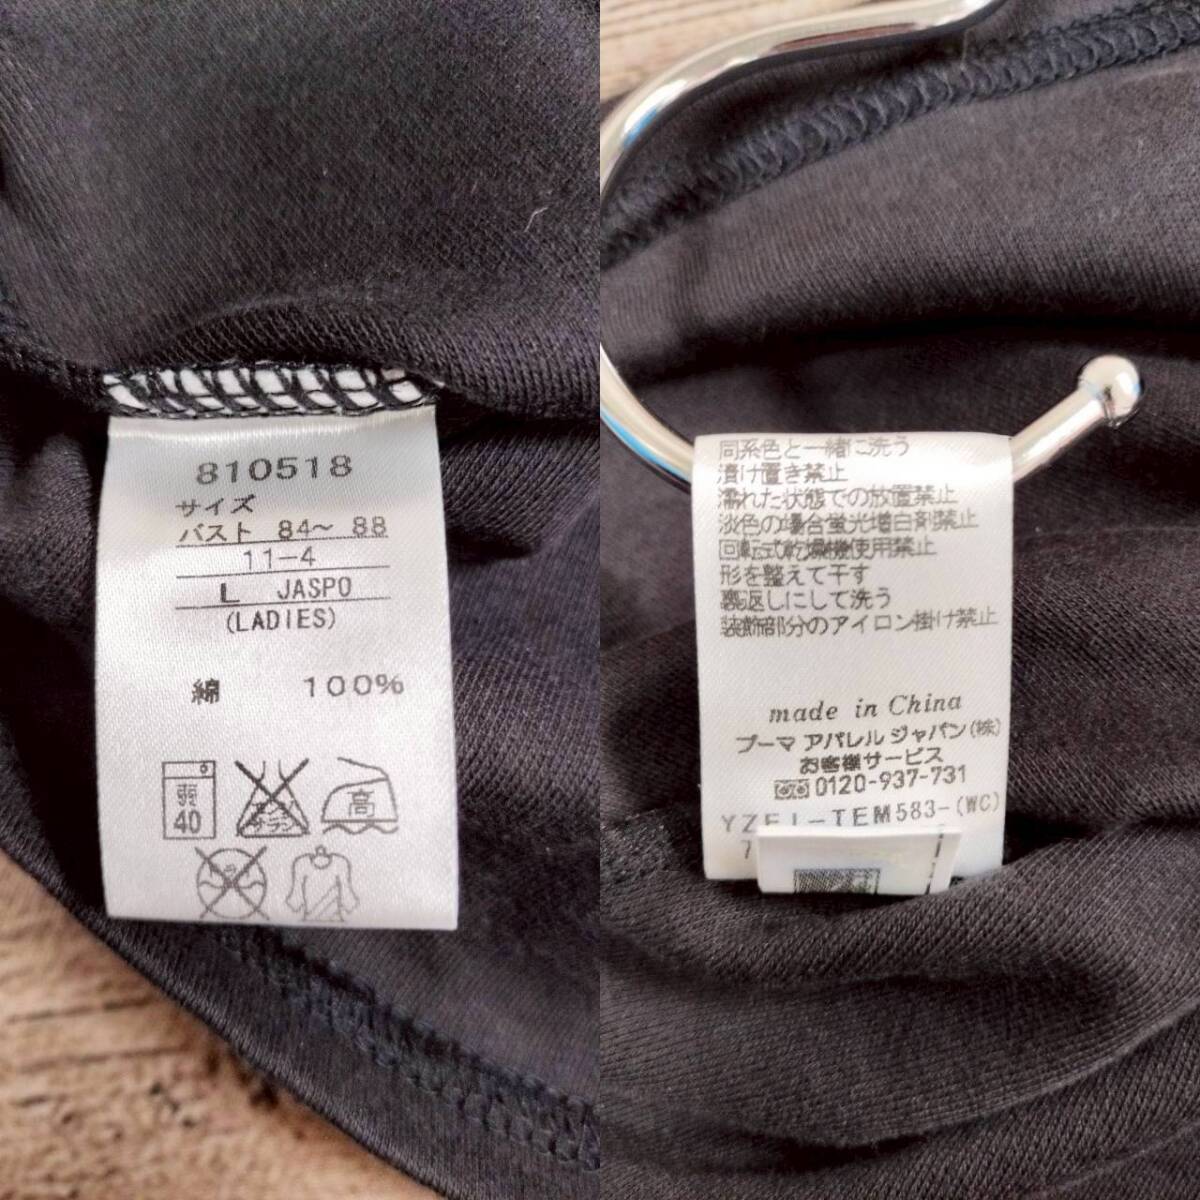 810518
サイズ
バスト 84～ 88
11-4
L JASPO
(LADIES)
綿 100%
40
高
同系色と一緒に洗う
漬け置き禁止
濡れた状態での放置禁止
淡色の場合蛍光増白剤禁止
回転式乾燥機使用禁止
形を整えて干す
裏返しにして洗う
装飾部分のアイロン掛け禁止
made in China
プーマ アパレル ジャパン(株)
お客様サービス
0120-937-731